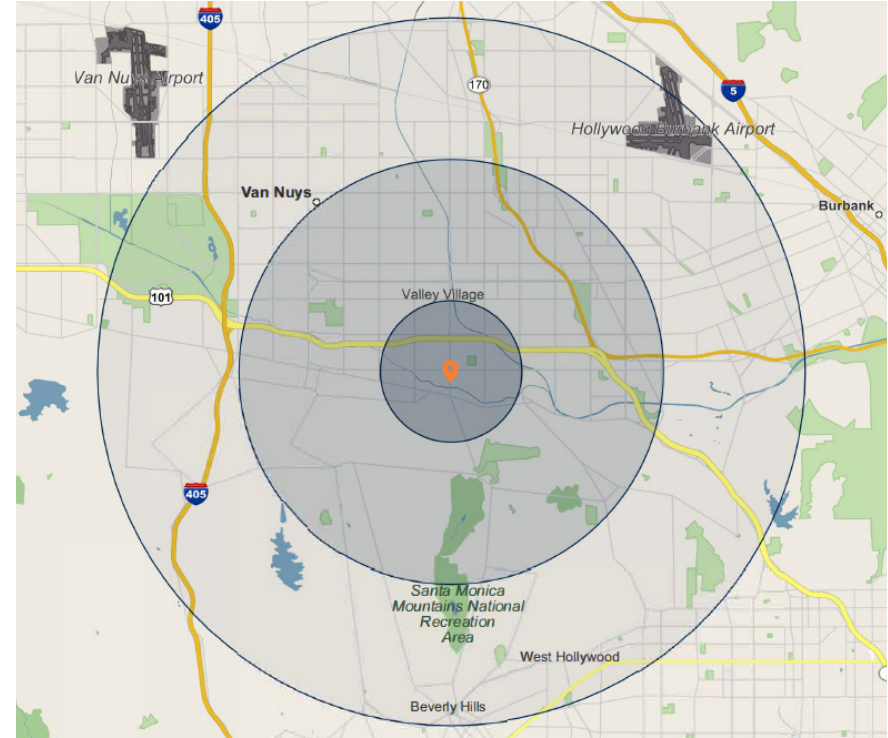 405
170
5
Van Nuys Airport
Hollywood Burbank Airport
Van Nuys
Burbank
Valley Village
101
405
Santa Monica
Mountains National
Recreation
Area
West Hollywood
Beverly Hills